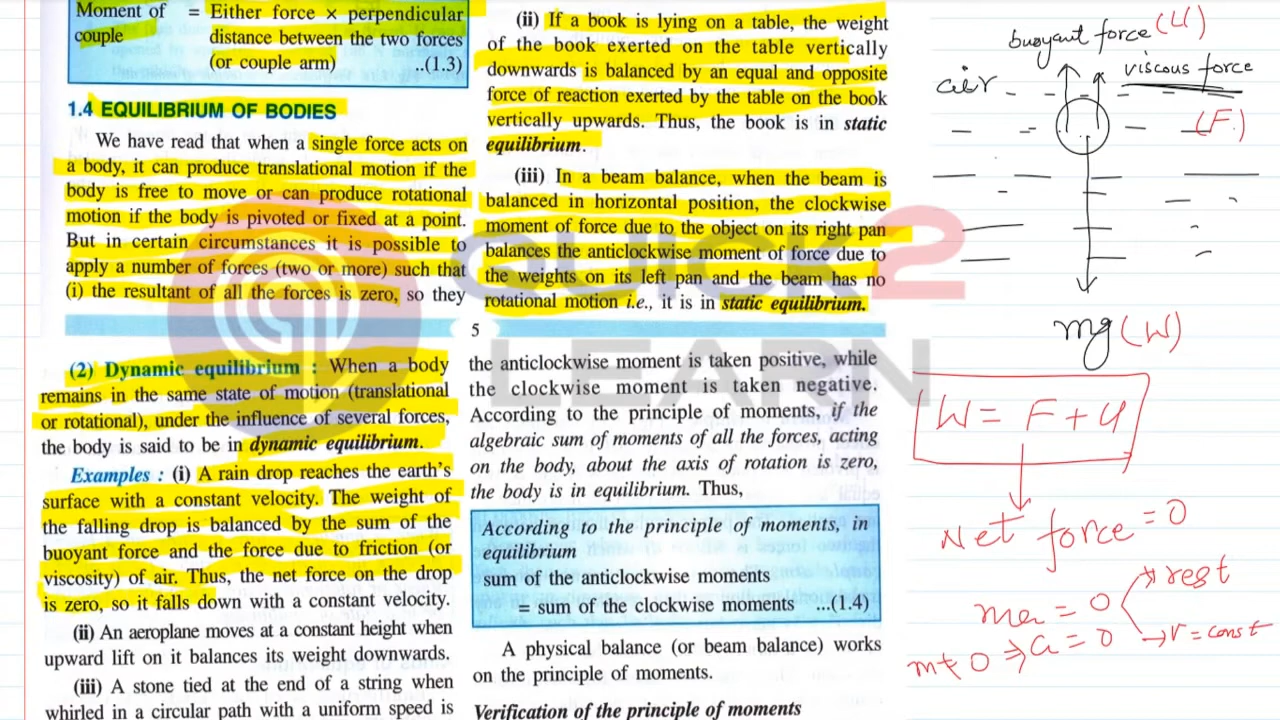 Moment of = Either force × perpendicular
couple distance between the two forces
(or couple arm) ..(1.3)
1.4 EQUILIBRIUM OF BODIES
We have read that when a single force acts on
a body, it can produce translational motion if the
body is free to move or can produce rotational
motion if the body is pivoted or fixed at a point.
But in certain circumstances it is possible to
apply a number of forces (two or more) such that
(i) the resultant of all the forces is zero, so they
(ii) If a book is lying on a table, the weight
of the book exerted on the table vertically
downwards is balanced by an equal and opposite
force of reaction exerted by the table on the book
vertically upwards. Thus, the book is in static
equilibrium.
(iii) In a beam balance, when the beam is
balanced in horizontal position, the clockwise
moment of force due to the object on its right pan
balances the anticlockwise moment of force due to
the weights on its left pan and the beam has no
rotational motion i.e., it is in static equilibrium.
5
QUICK2
LEARN
(2) Dynamic equilibrium : When a body
remains in the same state of motion (translational
or rotational), under the influence of several forces,
the body is said to be in dynamic equilibrium.
Examples : (i) A rain drop reaches the earth's
surface with a constant velocity. The weight of
the falling drop is balanced by the sum of the
buoyant force and the force due to friction (or
viscosity) of air. Thus, the net force on the drop
is zero, so it falls down with a constant velocity.
(ii) An aeroplane moves at a constant height when
upward lift on it balances its weight downwards.
(iii) A stone tied at the end of a string when
whirled in a circular path with a uniform speed is
the anticlockwise moment is taken positive, while
the clockwise moment is taken negative.
According to the principle of moments, if the
algebraic sum of moments of all the forces, acting
on the body, about the axis of rotation is zero,
the body is in equilibrium. Thus,
According to the principle of moments, in
equilibrium
sum of the anticlockwise moments
= sum of the clockwise moments ...(1.4)
A physical balance (or beam balance) works
on the principle of moments.
Verification of the principle of moments
buoyant force (U)
viscous force
air
(F)
mg (W)
W = F + U
Net force = 0
ma = 0 → rest
m ≠ 0 ⇒ a = 0 → v = const